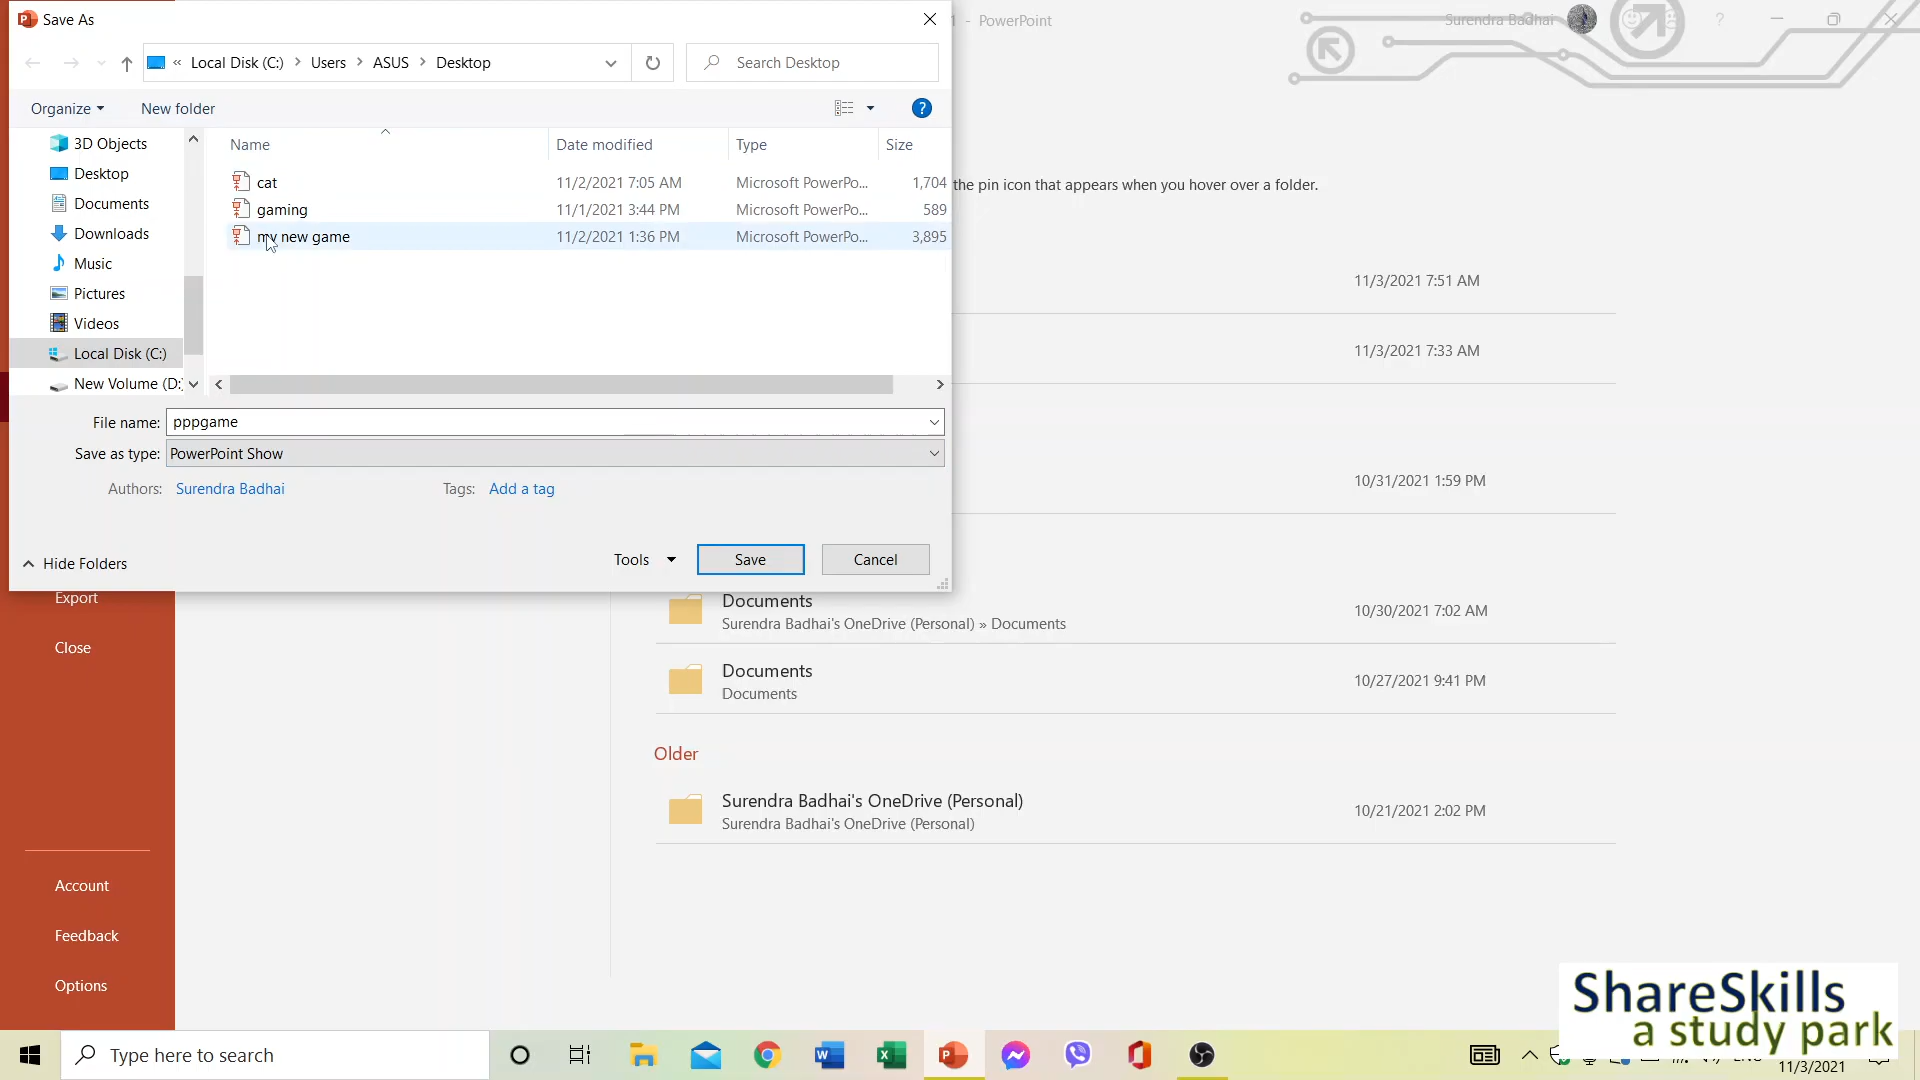 Save As
1 - PowerPoint
Surendra Badhai
?
« Local Disk (C:) > Users > ASUS > Desktop
Search Desktop
Organize
New folder
?
3D Objects
Desktop
Documents
Downloads
Music
Pictures
Videos
Local Disk (C:)
New Volume (D:
Name Date modified Type Size
cat 11/2/2021 7:05 AM Microsoft PowerPo... 1,704
gaming 11/1/2021 3:44 PM Microsoft PowerPo... 589
my new game 11/2/2021 1:36 PM Microsoft PowerPo... 3,895
File name: pppgame
Save as type: PowerPoint Show
Authors: Surendra Badhai
Tags: Add a tag
Hide Folders
Tools
Save
Cancel
the pin icon that appears when you hover over a folder.
11/3/2021 7:51 AM
11/3/2021 7:33 AM
10/31/2021 1:59 PM
Documents
Surendra Badhai's OneDrive (Personal) » Documents
10/30/2021 7:02 AM
Documents
Documents
10/27/2021 9:41 PM
Older
Surendra Badhai's OneDrive (Personal)
Surendra Badhai's OneDrive (Personal)
10/21/2021 2:02 PM
Export
Close
Account
Feedback
Options
ShareSkills
a study park
Type here to search
11/3/2021